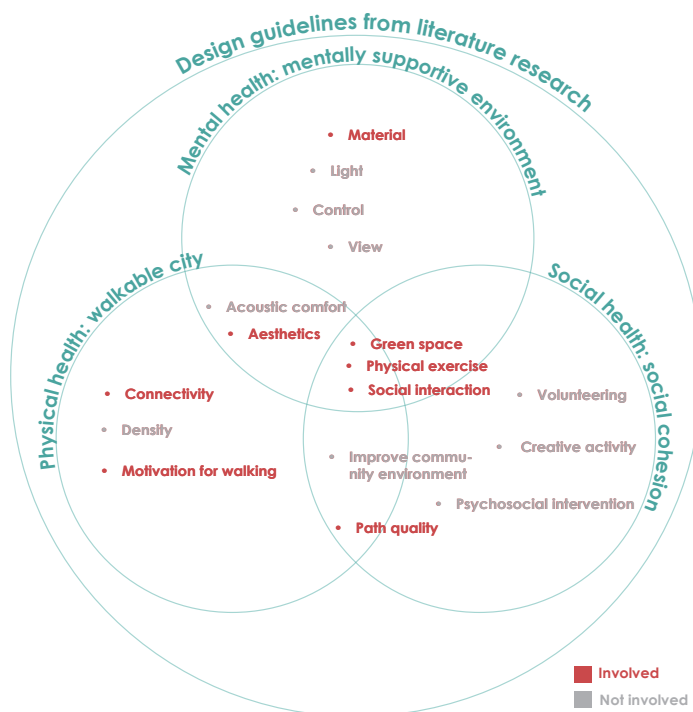 Design guidelines from literature research
Mental health: mentally supportive environment
• Material
• Light
• Control
• View
Physical health: walkable city
Social health: social cohesion
• Acoustic comfort
• Aesthetics
• Green space
• Physical exercise
• Social interaction
• Connectivity
• Density
• Motivation for walking
• Volunteering
• Creative activity
• Psychosocial intervention
• Improve commu-
nity environment
• Path quality
Involved
Not involved